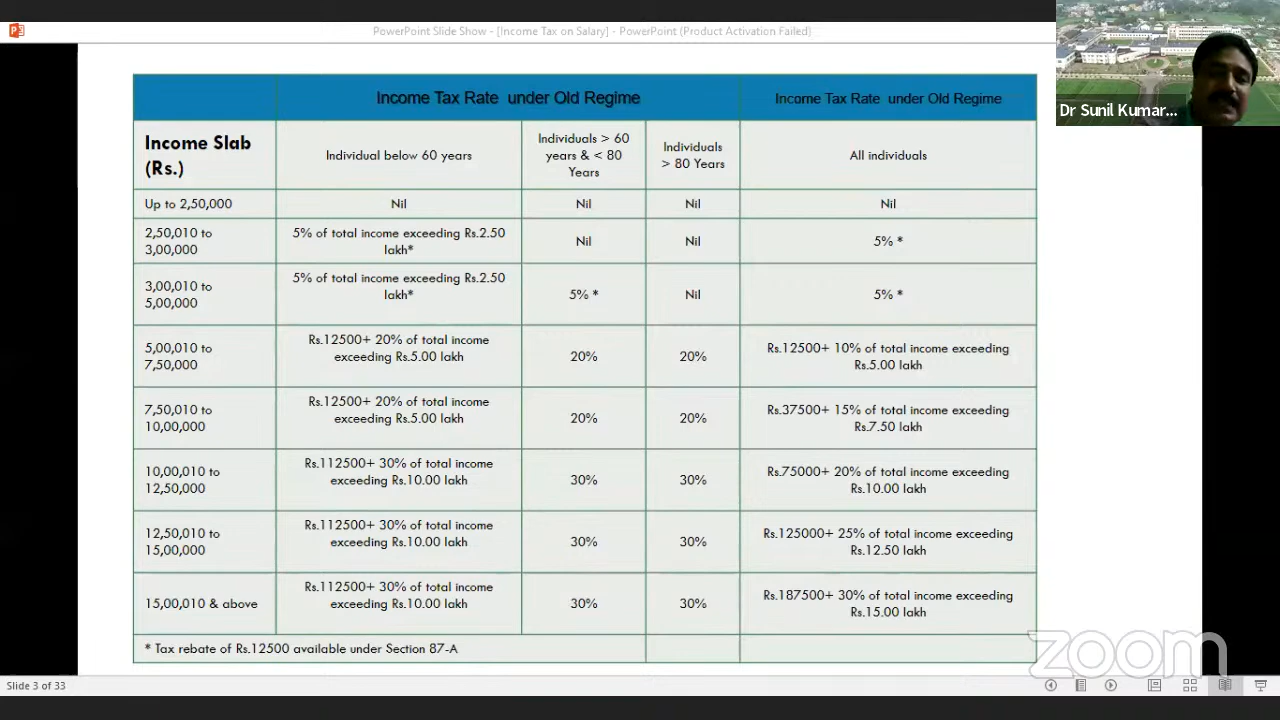 PowerPoint Slide Show - [Income Tax on Salary] - PowerPoint (Product Activation Failed)
Dr Sunil Kumar...
Income Tax Rate under Old Regime
Income Tax Rate under Old Regime
Income Slab
(Rs.)
Individual below 60 years
Individuals > 60
years & < 80
Years
Individuals
> 80 Years
All individuals
Up to 2,50,000
Nil
Nil
Nil
Nil
2,50,010 to
3,00,000
5% of total income exceeding Rs.2.50
lakh*
Nil
Nil
5% *
3,00,010 to
5,00,000
5% of total income exceeding Rs.2.50
lakh*
5% *
Nil
5% *
5,00,010 to
7,50,000
Rs.12500+ 20% of total income
exceeding Rs.5.00 lakh
20%
20%
Rs.12500+ 10% of total income exceeding
Rs.5.00 lakh
7,50,010 to
10,00,000
Rs.12500+ 20% of total income
exceeding Rs.5.00 lakh
20%
20%
Rs.37500+ 15% of total income exceeding
Rs.7.50 lakh
10,00,010 to
12,50,000
Rs.112500+ 30% of total income
exceeding Rs.10.00 lakh
30%
30%
Rs.75000+ 20% of total income exceeding
Rs.10.00 lakh
12,50,010 to
15,00,000
Rs.112500+ 30% of total income
exceeding Rs.10.00 lakh
30%
30%
Rs.125000+ 25% of total income exceeding
Rs.12.50 lakh
15,00,010 & above
Rs.112500+ 30% of total income
exceeding Rs.10.00 lakh
30%
30%
Rs.187500+ 30% of total income exceeding
Rs.15.00 lakh
* Tax rebate of Rs.12500 available under Section 87-A
zoom
Slide 3 of 33